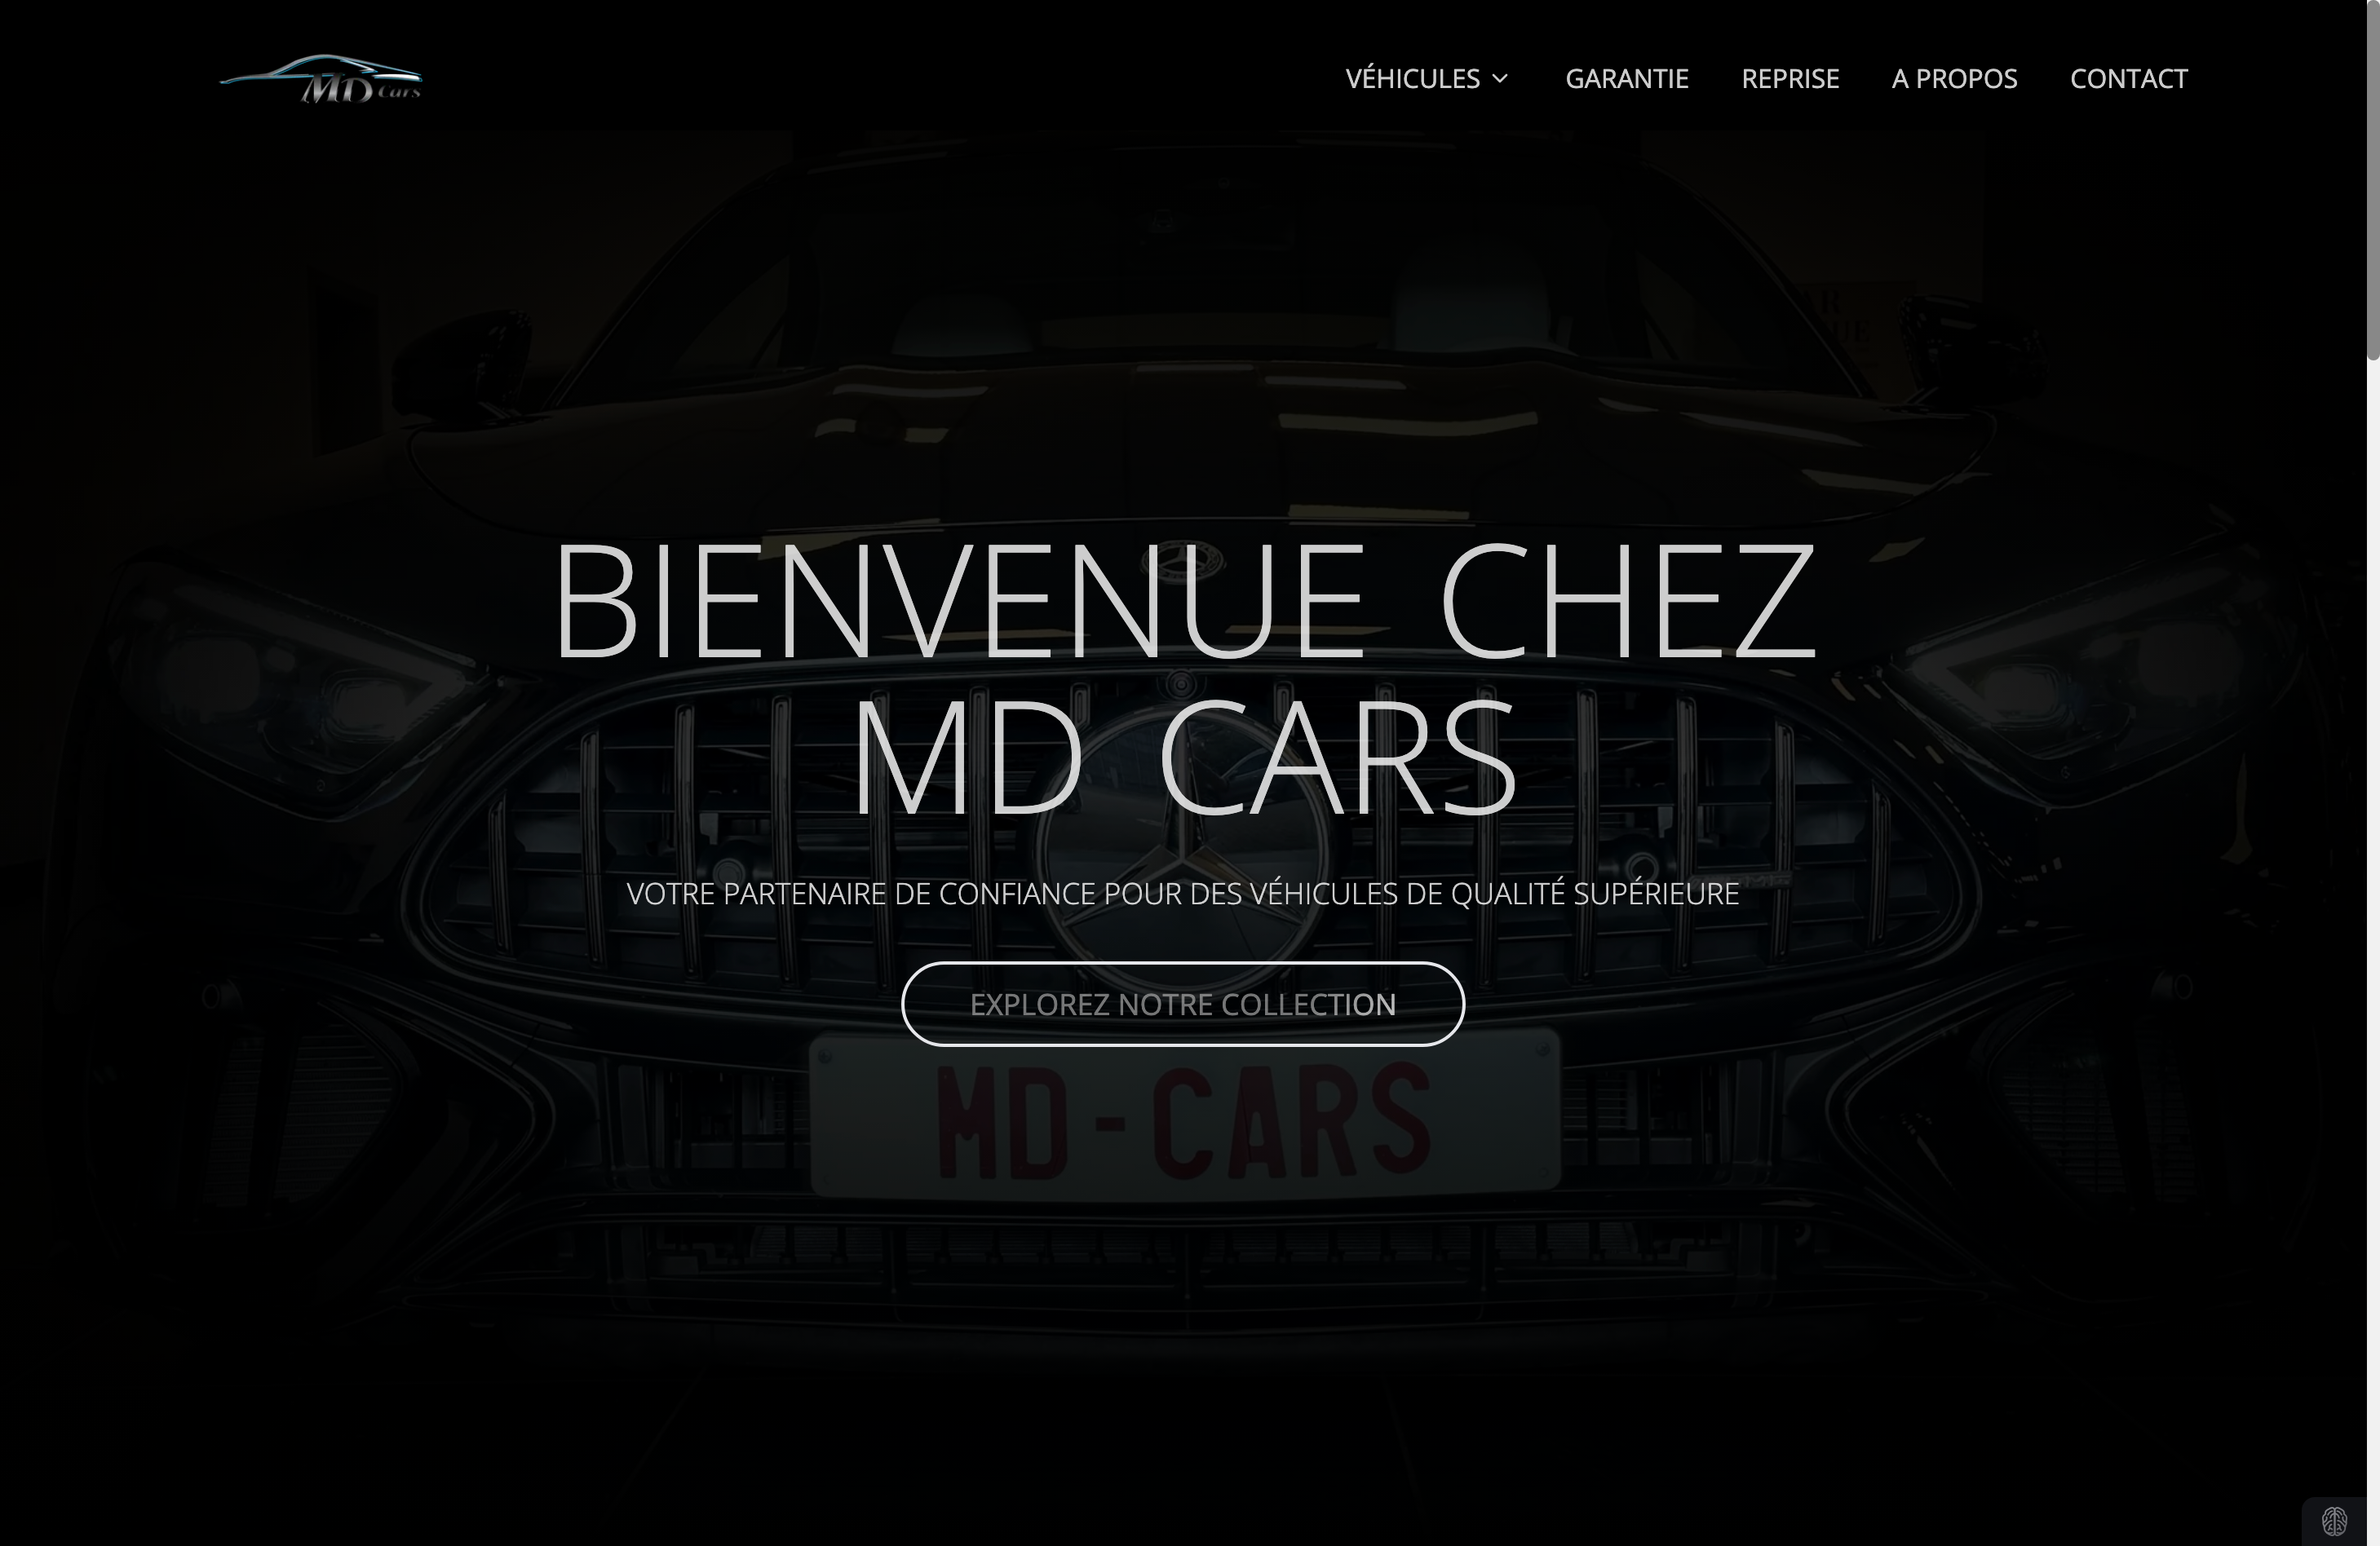 MD Cars
VÉHICULES
GARANTIE
REPRISE
A PROPOS
CONTACT
BIENVENUE CHEZ
MD CARS
VOTRE PARTENAIRE DE CONFIANCE POUR DES VÉHICULES DE QUALITÉ SUPÉRIEURE
EXPLOREZ NOTRE COLLECTION
MD-CARS